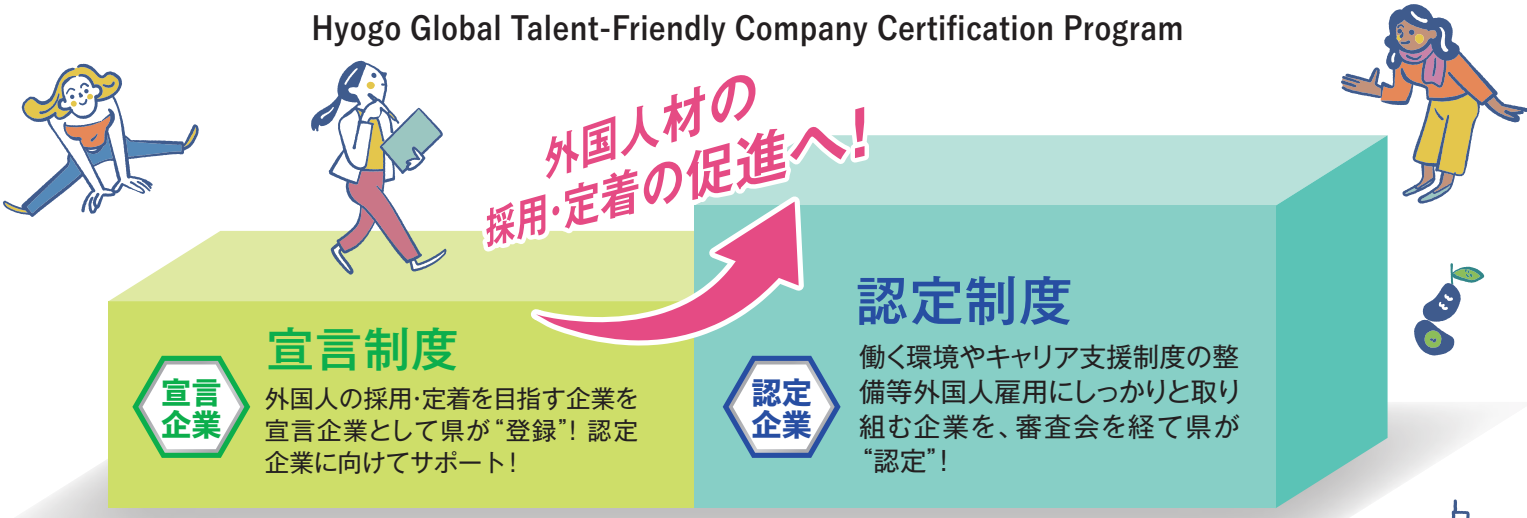 Hyogo Global Talent-Friendly Company Certification Program
外国人材の
採用・定着の促進へ!
宣言制度
宣言
企業
外国人の採用・定着を目指す企業を
宣言企業として県が“登録”! 認定
企業に向けてサポート!
認定制度
認定
企業
働く環境やキャリア支援制度の整
備等外国人雇用にしっかりと取り
組む企業を、審査会を経て県が
“認定”!